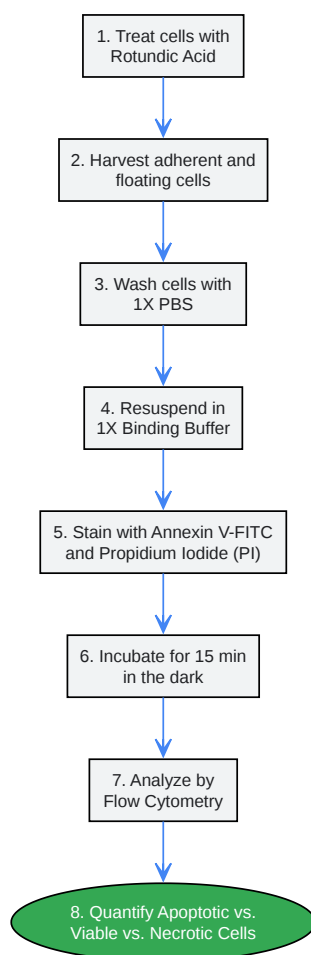 1. Treat cells with
Rotundic Acid
2. Harvest adherent and
floating cells
3. Wash cells with
1X PBS
4. Resuspend in
1X Binding Buffer
5. Stain with Annexin V-FITC
and Propidium Iodide (PI)
6. Incubate for 15 min
in the dark
7. Analyze by
Flow Cytometry
8. Quantify Apoptotic vs.
Viable vs. Necrotic Cells